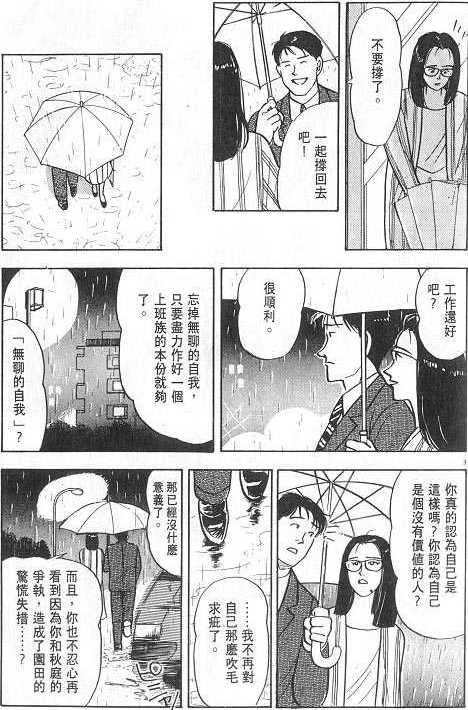 不要撐了。
一起撐回去
吧！
工作還好
吧？
很順利。
忘掉無聊的自我，
只要盡力作好一個
上班族的本份就夠
了。
「無聊的自我」？
你真的認為自己是
這樣嗎？你認為自己
是個沒有價值的人？
……我不再對
自己那麼吹毛
求疵了。
那已經沒什麼
意義了。
而且，你也不忍心再
看到因為你和秋庭的
爭執，造成了園田的
驚慌失措……？